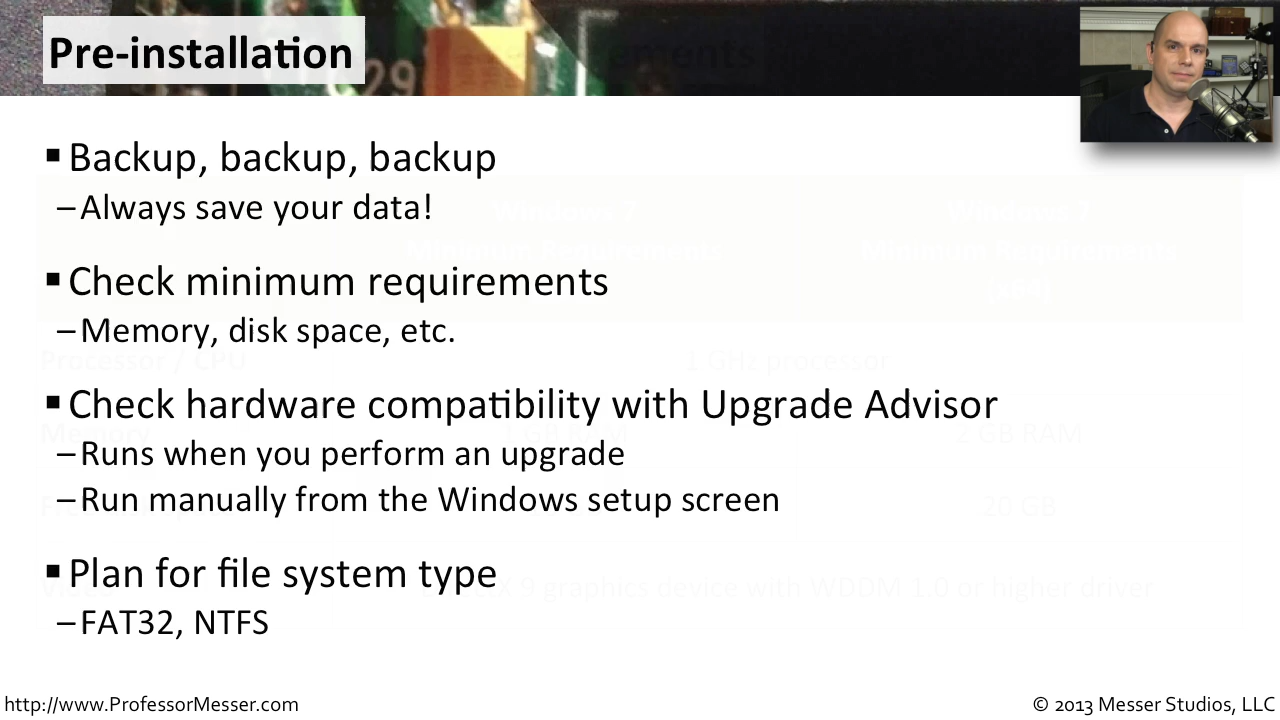 Pre-installation
▪ Backup, backup, backup
– Always save your data!
▪ Check minimum requirements
– Memory, disk space, etc.
▪ Check hardware compatibility with Upgrade Advisor
– Runs when you perform an upgrade
– Run manually from the Windows setup screen
▪ Plan for file system type
– FAT32, NTFS
http://www.ProfessorMesser.com
© 2013 Messer Studios, LLC